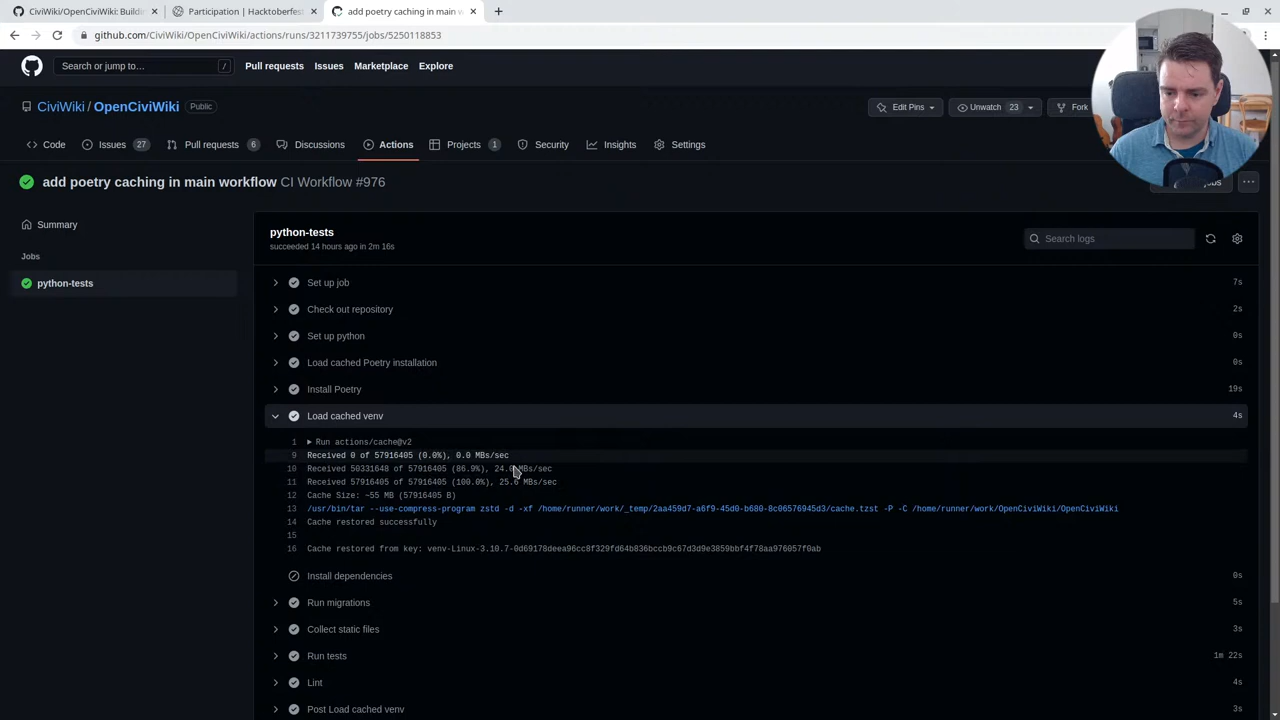 CiviWiki/OpenCiviWiki: Buildi
Participation | Hacktoberfes
add poetry caching in main w
github.com/CiviWiki/OpenCiviWiki/actions/runs/3211739755/jobs/5250118853
Search or jump to… /
Pull requests
Issues
Marketplace
Explore
CiviWiki / OpenCiviWiki Public
Edit Pins
Unwatch 23
Fork
Code
Issues 27
Pull requests 6
Discussions
Actions
Projects 1
Security
Insights
Settings
add poetry caching in main workflow CI Workflow #976
Summary
Jobs
python-tests
python-tests
succeeded 14 hours ago in 2m 16s
Search logs
Set up job 7s
Check out repository 2s
Set up python 0s
Load cached Poetry installation 0s
Install Poetry 19s
Load cached venv 4s
1 Run actions/cache@v2
9 Received 0 of 57916405 (0.0%), 0.0 MBs/sec
10 Received 50331648 of 57916405 (86.9%), 24.0 MBs/sec
11 Received 57916405 of 57916405 (100.0%), 25.6 MBs/sec
12 Cache Size: ~55 MB (57916405 B)
13 /usr/bin/tar --use-compress-program zstd -d -xf /home/runner/work/_temp/2aa459d7-a6f9-45d0-b680-8c06576945d3/cache.tzst -P -C /home/runner/work/OpenCiviWiki/OpenCiviWiki
14 Cache restored successfully
15
16 Cache restored from key: venv-Linux-3.10.7-0d69178deea96cc8f329fd64b836bccb9c67d3d9e3859bbf4f78aa976057f0ab
Install dependencies 0s
Run migrations 5s
Collect static files 3s
Run tests 1m 22s
Lint 4s
Post Load cached venv 3s